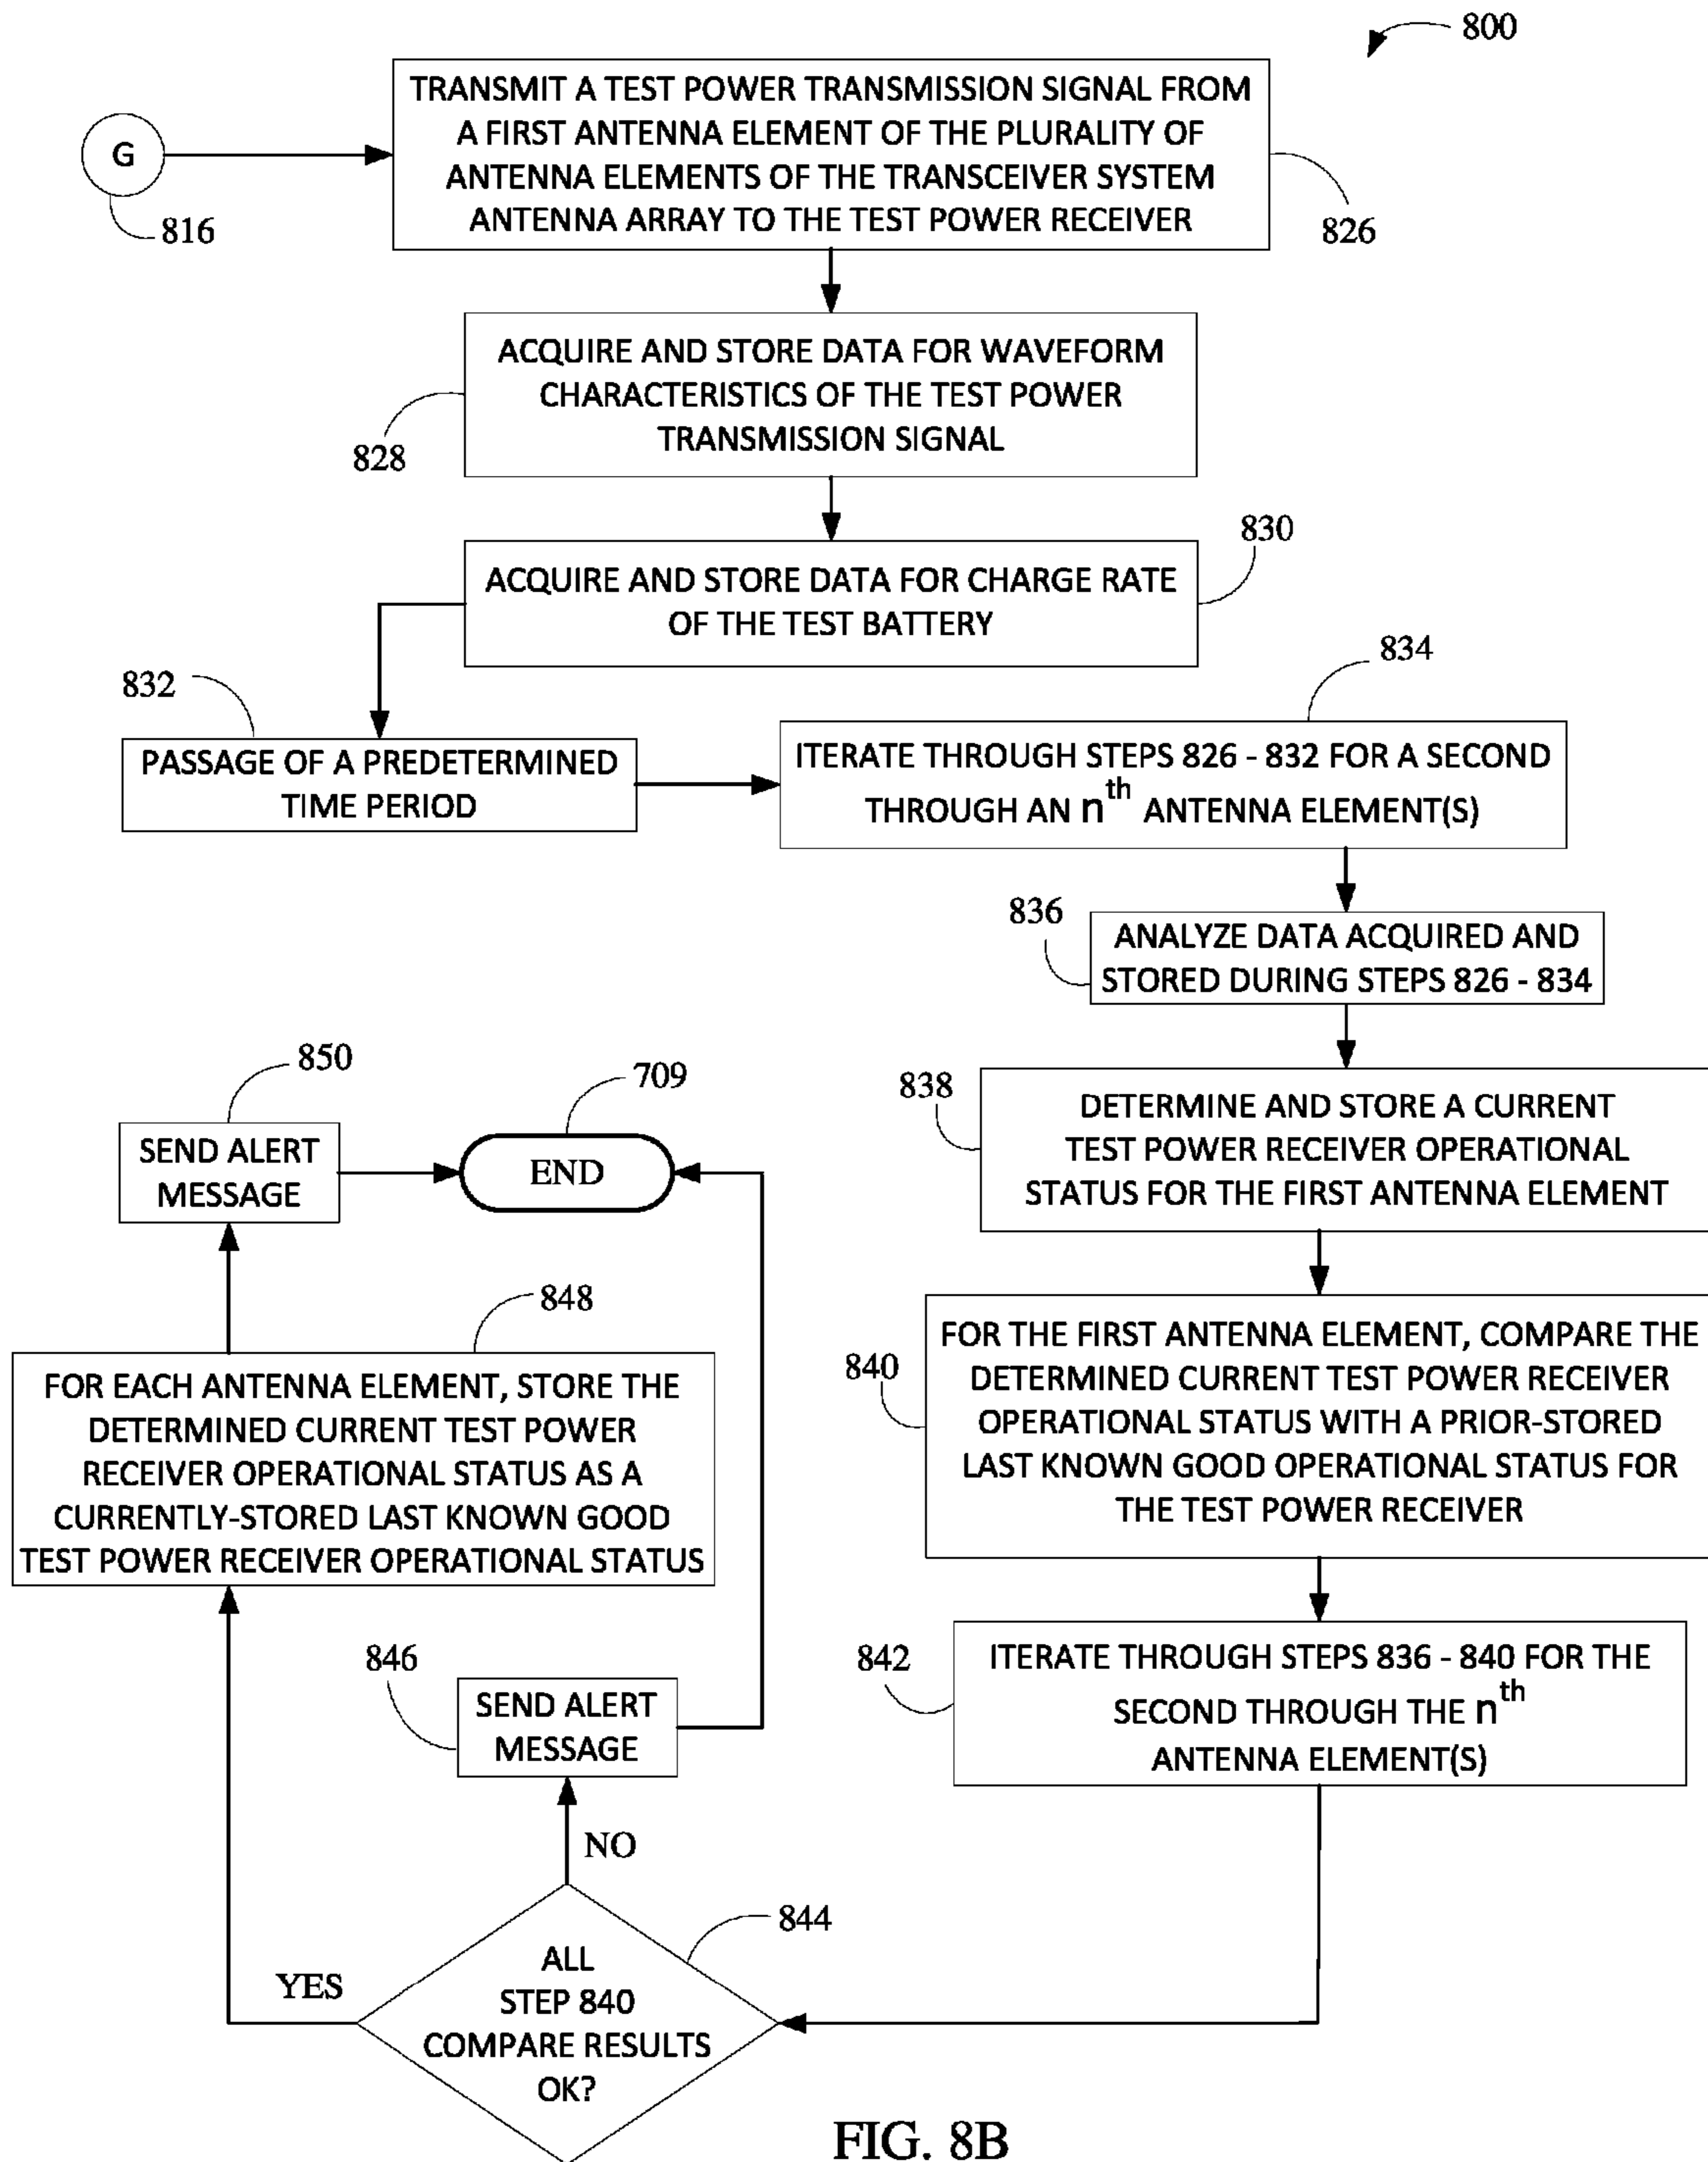 800
G
816
TRANSMIT A TEST POWER TRANSMISSION SIGNAL FROM
A FIRST ANTENNA ELEMENT OF THE PLURALITY OF
ANTENNA ELEMENTS OF THE TRANSCEIVER SYSTEM
ANTENNA ARRAY TO THE TEST POWER RECEIVER
826
ACQUIRE AND STORE DATA FOR WAVEFORM
CHARACTERISTICS OF THE TEST POWER
TRANSMISSION SIGNAL
828
830
ACQUIRE AND STORE DATA FOR CHARGE RATE
OF THE TEST BATTERY
832
PASSAGE OF A PREDETERMINED
TIME PERIOD
834
ITERATE THROUGH STEPS 826 - 832 FOR A SECOND
THROUGH AN nth ANTENNA ELEMENT(S)
836
ANALYZE DATA ACQUIRED AND
STORED DURING STEPS 826 - 834
838
DETERMINE AND STORE A CURRENT
TEST POWER RECEIVER OPERATIONAL
STATUS FOR THE FIRST ANTENNA ELEMENT
840
FOR THE FIRST ANTENNA ELEMENT, COMPARE THE
DETERMINED CURRENT TEST POWER RECEIVER
OPERATIONAL STATUS WITH A PRIOR-STORED
LAST KNOWN GOOD OPERATIONAL STATUS FOR
THE TEST POWER RECEIVER
842
ITERATE THROUGH STEPS 836 - 840 FOR THE
SECOND THROUGH THE nth
ANTENNA ELEMENT(S)
844
ALL
STEP 840
COMPARE RESULTS
OK?
NO
YES
846
SEND ALERT
MESSAGE
848
FOR EACH ANTENNA ELEMENT, STORE THE
DETERMINED CURRENT TEST POWER
RECEIVER OPERATIONAL STATUS AS A
CURRENTLY-STORED LAST KNOWN GOOD
TEST POWER RECEIVER OPERATIONAL STATUS
850
SEND ALERT
MESSAGE
709
END
FIG. 8B